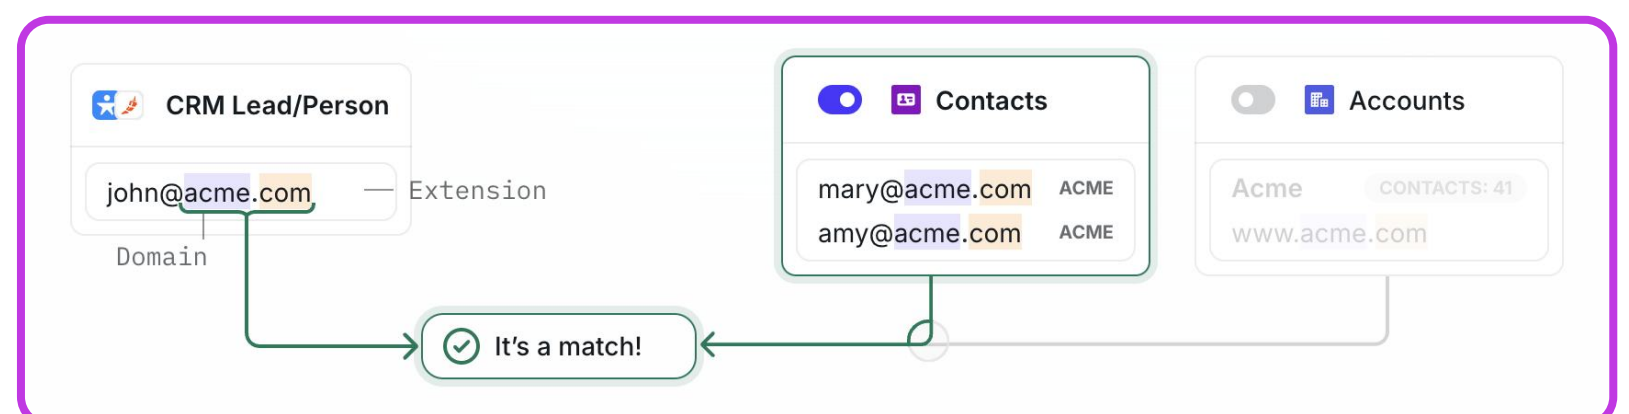 CRM Lead/Person
john@acme.com
Extension
Domain
It’s a match!
Contacts
mary@acme.com ACME
amy@acme.com ACME
Accounts
Acme CONTACTS: 41
www.acme.com